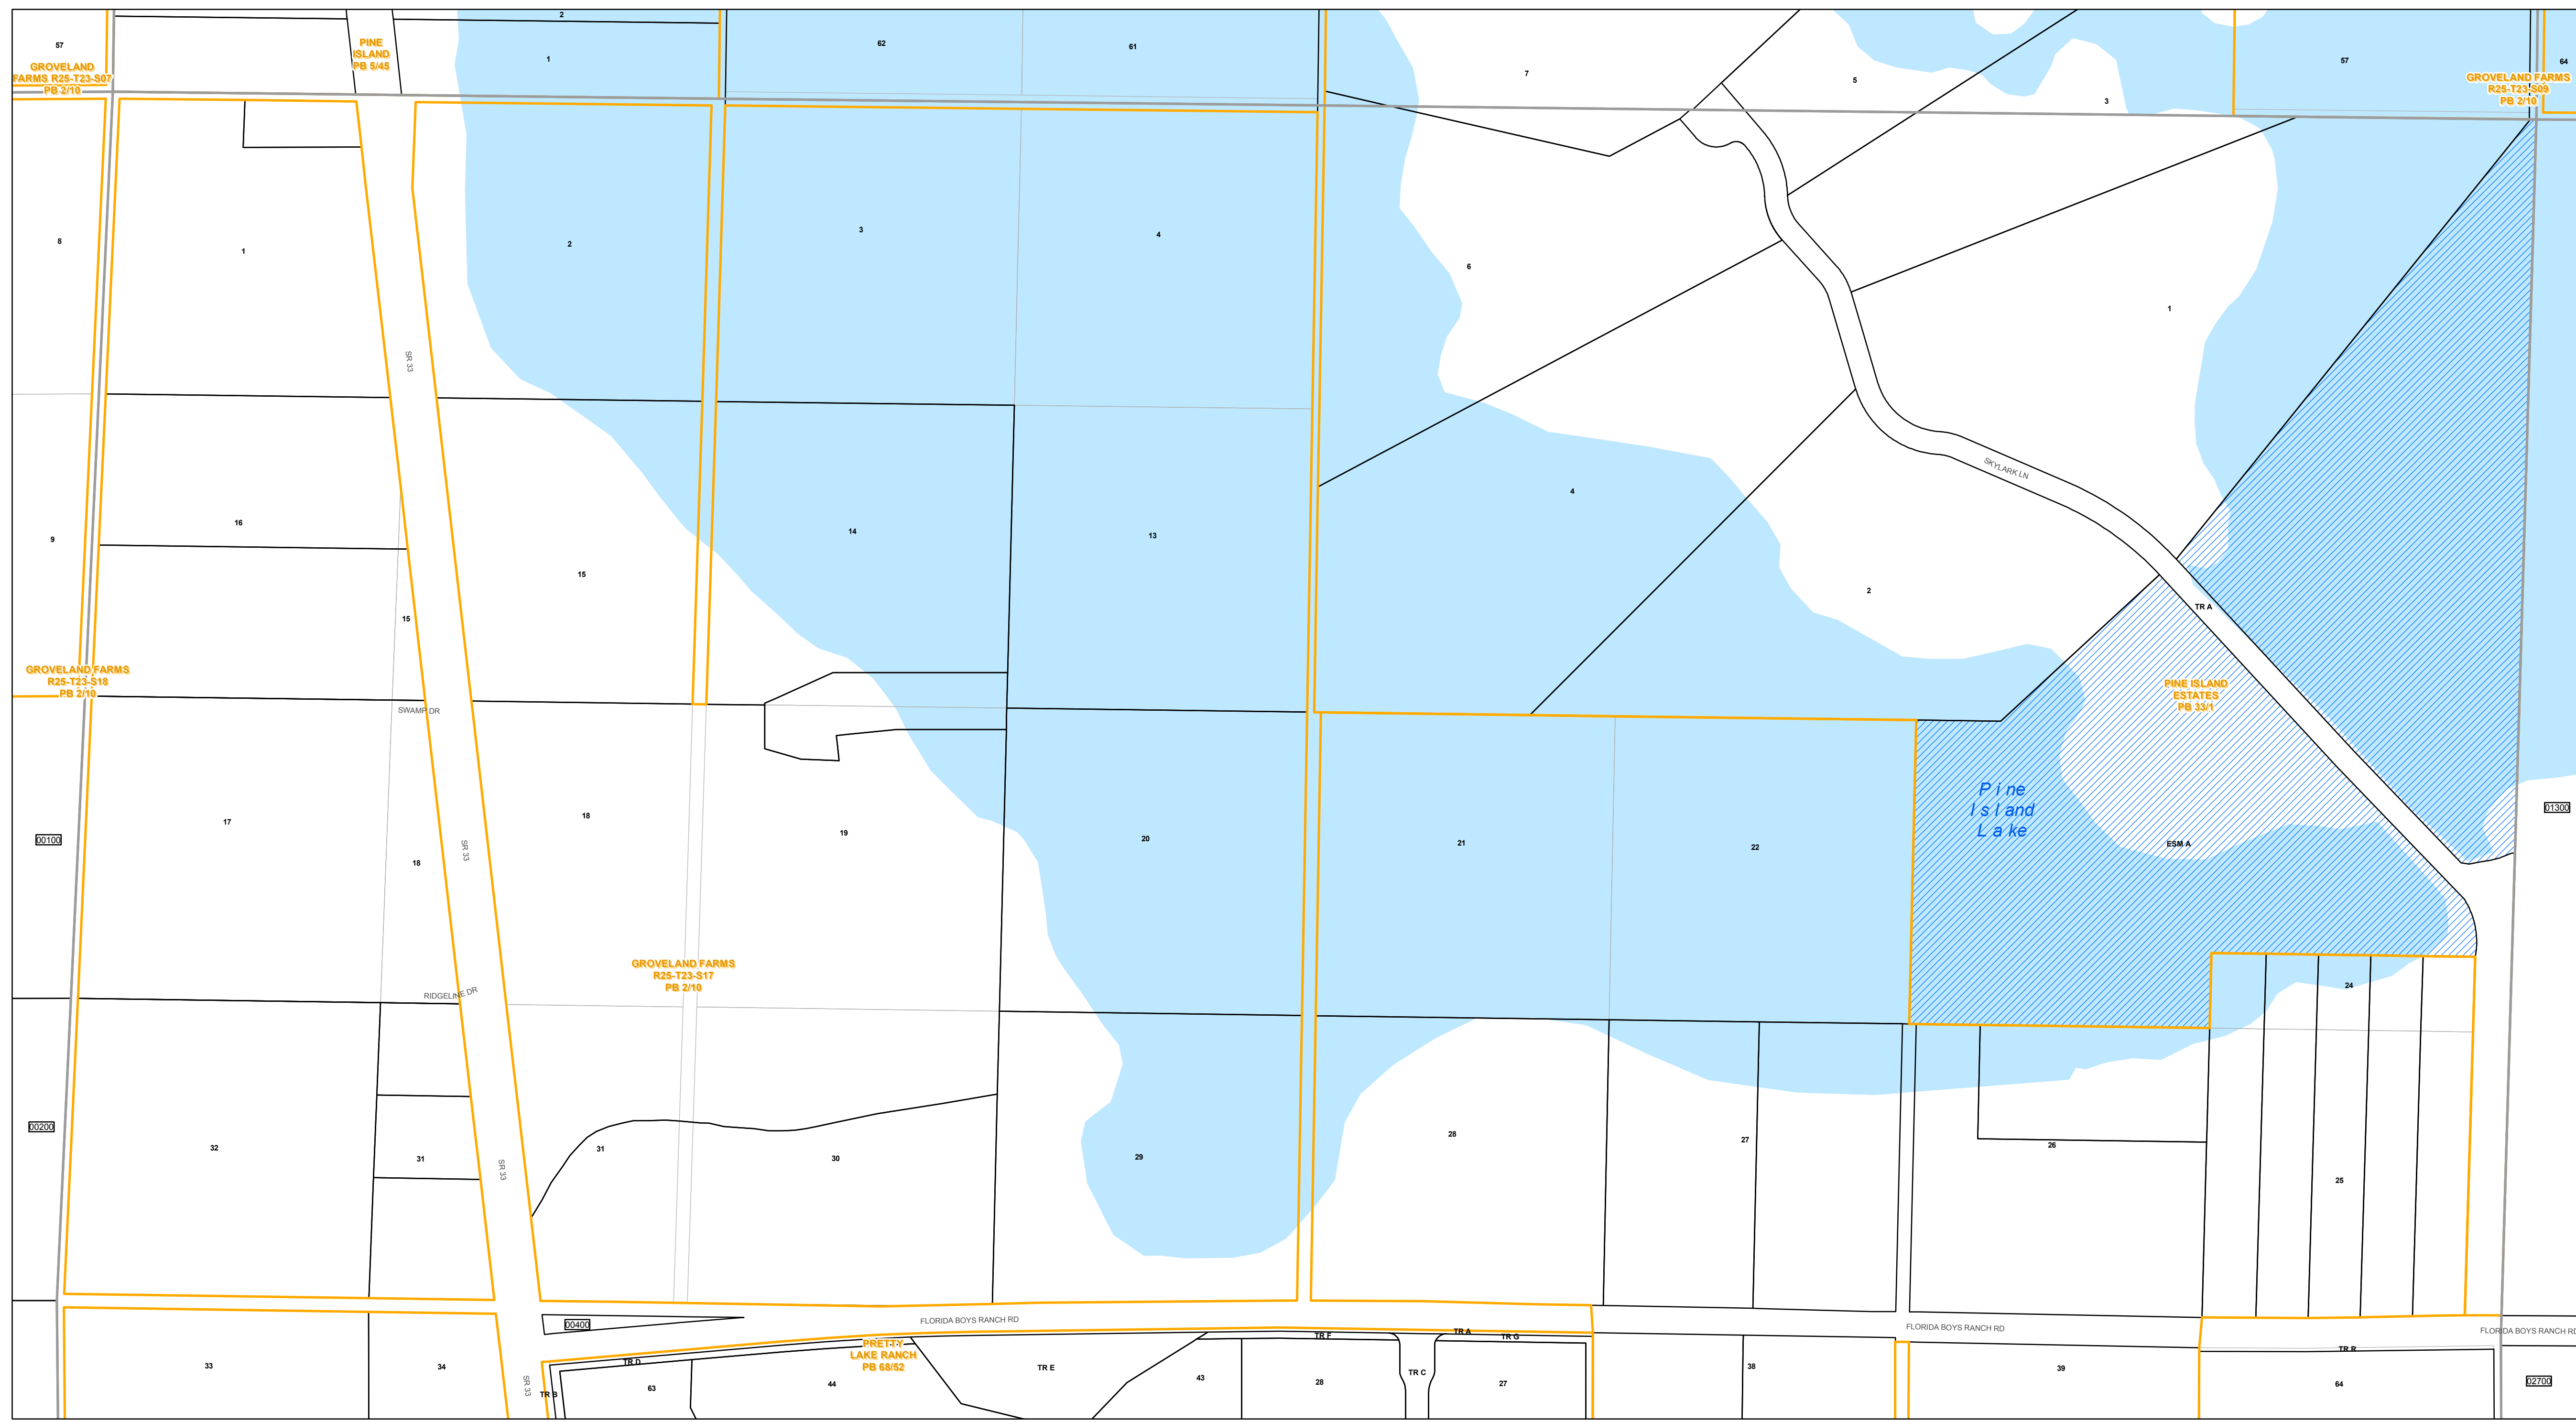 2
57
PINE
ISLAND
PB 5/45
62
61
1
7
5
57
64
GROVELAND
FARMS R25-T23-S07
PB 2/10
3
GROVELAND FARMS
R25-T23-S09
PB 2/10
8
1
2
3
4
6
1
SR 33
9
16
15
14
13
4
SKYLARK LN
2
15
TR A
GROVELAND FARMS
R25-T23-S18
PB 2/10
SWAMP DR
PINE ISLAND
ESTATES
PB 33/1
Pine
Island
Lake
01300
00100
17
18
18
SR 33
19
20
21
22
ESM A
GROVELAND FARMS
R25-T23-S17
PB 2/10
RIDGELINE DR
24
00200
32
31
SR 33
31
30
29
28
27
26
25
00400
FLORIDA BOYS RANCH RD
FLORIDA BOYS RANCH RD
FLORIDA BOYS RANCH RD
PRETTY
LAKE RANCH
PB 68/52
TR F
TR A
TR G
TR R
33
34
SR 33
TR B
TR D
63
44
TR E
43
28
TR C
27
38
39
64
02700